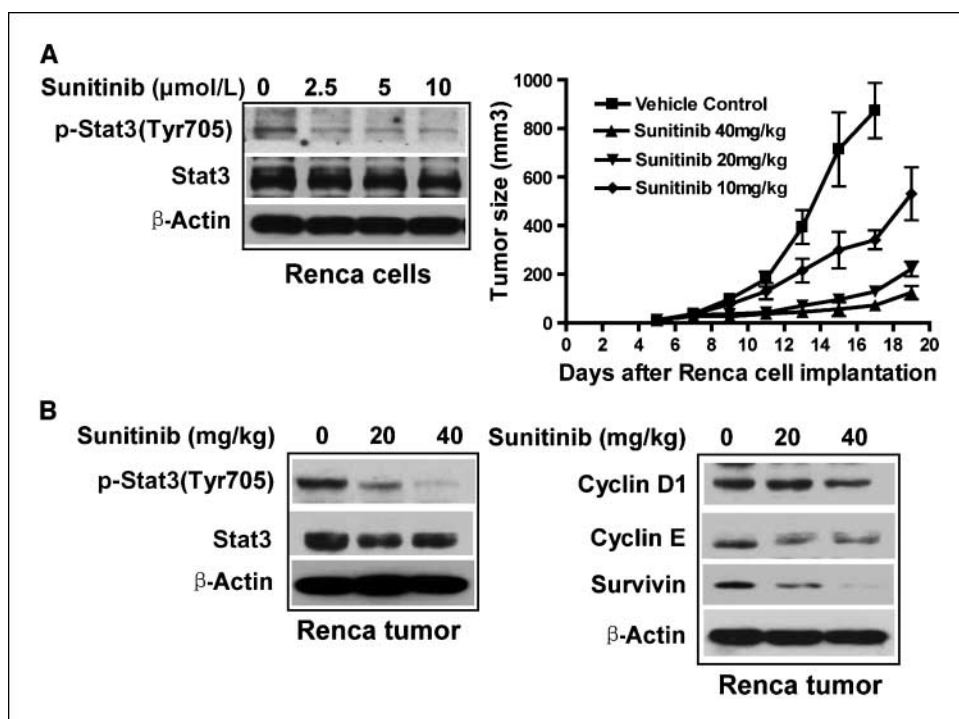 A
Sunitinib (μmol/L) 0 2.5 5 10
p-Stat3(Tyr705)
Stat3
β-Actin
Renca cells
Tumor size (mm3)
1000
800
600
400
200
0
Vehicle Control
Sunitinib 40mg/kg
Sunitinib 20mg/kg
Sunitinib 10mg/kg
0 2 4 6 8 10 11 14 16 18 20
Days after Renca cell implantation
B
Sunitinib (mg/kg) 0 20 40
p-Stat3(Tyr705)
Stat3
β-Actin
Renca tumor
Sunitinib (mg/kg) 0 20 40
Cyclin D1
Cyclin E
Survivin
β-Actin
Renca tumor